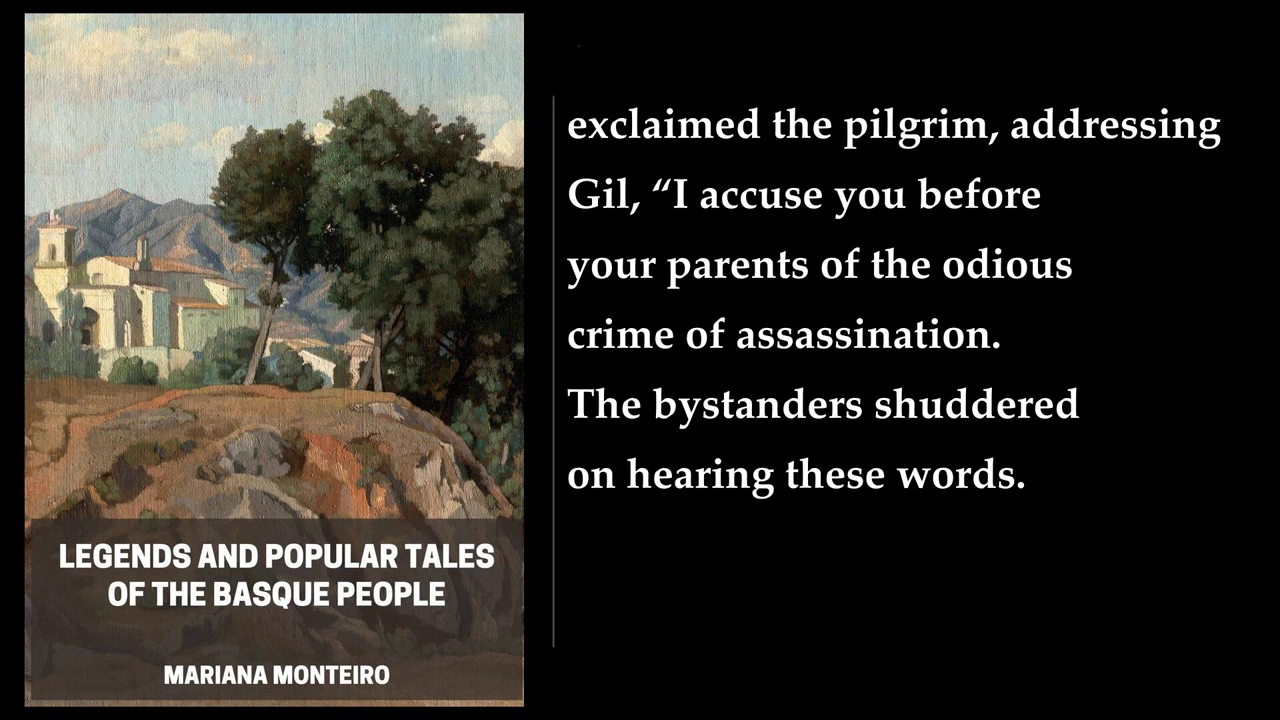 exclaimed the pilgrim, addressing
Gil, “I accuse you before
your parents of the odious
crime of assassination.
The bystanders shuddered
on hearing these words.
LEGENDS AND POPULAR TALES
OF THE BASQUE PEOPLE
MARIANA MONTEIRO